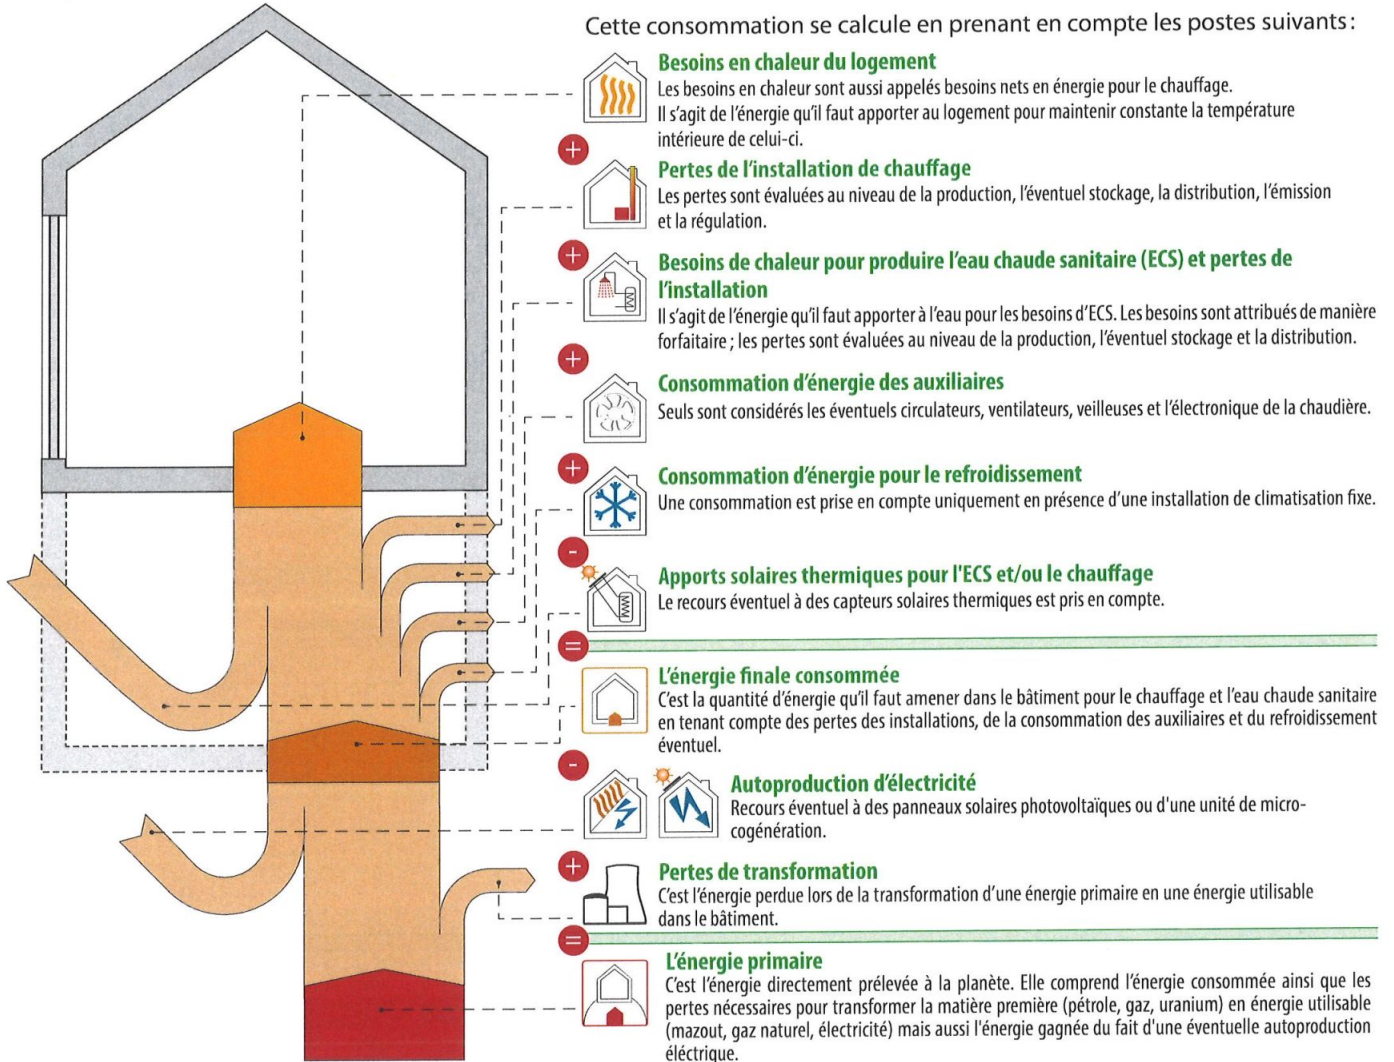 Cette consommation se calcule en prenant en compte les postes suivants :
Besoins en chaleur du logement
Les besoins en chaleur sont aussi appelés besoins nets en énergie pour le chauffage.
Il s'agit de l'énergie qu'il faut apporter au logement pour maintenir constante la température
intérieure de celui-ci.
+
Pertes de l'installation de chauffage
Les pertes sont évaluées au niveau de la production, l'éventuel stockage, la distribution, l'émission
et la régulation.
+
Besoins de chaleur pour produire l'eau chaude sanitaire (ECS) et pertes de
l'installation
Il s'agit de l'énergie qu'il faut apporter à l'eau pour les besoins d'ECS. Les besoins sont attribués de manière
forfaitaire ; les pertes sont évaluées au niveau de la production, l'éventuel stockage et la distribution.
+
Consommation d'énergie des auxiliaires
Seuls sont considérés les éventuels circulateurs, ventilateurs, veilleuses et l'électronique de la chaudière.
+
Consommation d'énergie pour le refroidissement
Une consommation est prise en compte uniquement en présence d'une installation de climatisation fixe.
-
Apports solaires thermiques pour l'ECS et/ou le chauffage
Le recours éventuel à des capteurs solaires thermiques est pris en compte.
=
L'énergie finale consommée
C'est la quantité d'énergie qu'il faut amener dans le bâtiment pour le chauffage et l'eau chaude sanitaire
en tenant compte des pertes des installations, de la consommation des auxiliaires et du refroidissement
éventuel.
-
Autoproduction d'électricité
Recours éventuel à des panneaux solaires photovoltaïques ou d'une unité de micro-
cogénération.
+
Pertes de transformation
C'est l'énergie perdue lors de la transformation d'une énergie primaire en une énergie utilisable
dans le bâtiment.
=
L'énergie primaire
C'est l'énergie directement prélevée à la planète. Elle comprend l'énergie consommée ainsi que les
pertes nécessaires pour transformer la matière première (pétrole, gaz, uranium) en énergie utilisable
(mazout, gaz naturel, électricité) mais aussi l'énergie gagnée du fait d'une éventuelle autoproduction
éléctrique.